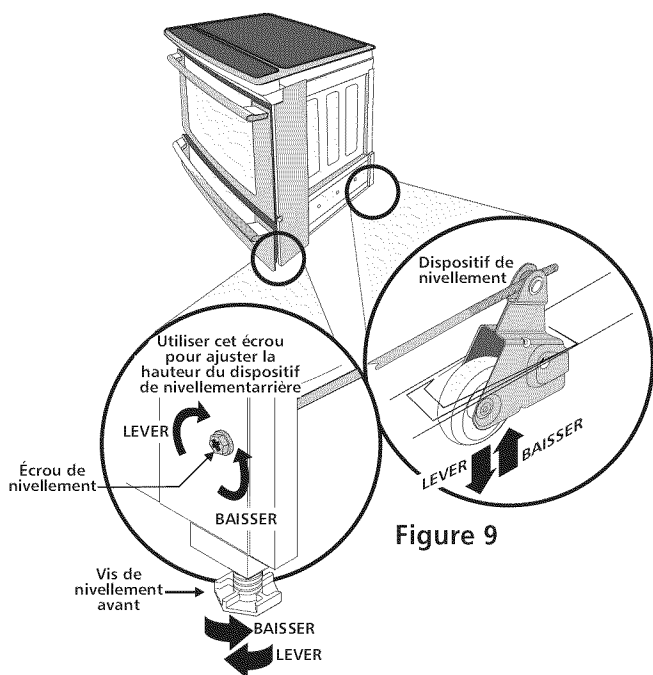 Dispositif de
nivellement
LEVER
BAISSER
Utiliser cet écrou
pour ajuster la
hauteur du dispositif
de nivellementarrière
LEVER
Écrou de
nivellement
BAISSER
Figure 9
Vis de
nivellement
avant
BAISSER
LEVER